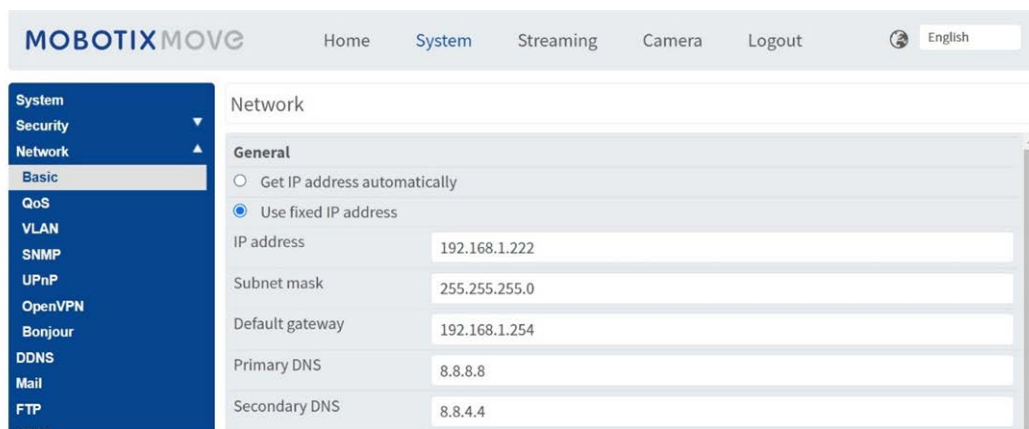 MOBOTIX MOVE Home System Streaming Camera Logout English
System
Security
Network
Basic
QoS
VLAN
SNMP
UPnP
OpenVPN
Bonjour
DDNS
Mail
FTP
Network
General
Get IP address automatically
Use fixed IP address
IP address 192.168.1.222
Subnet mask 255.255.255.0
Default gateway 192.168.1.254
Primary DNS 8.8.8.8
Secondary DNS 8.8.4.4